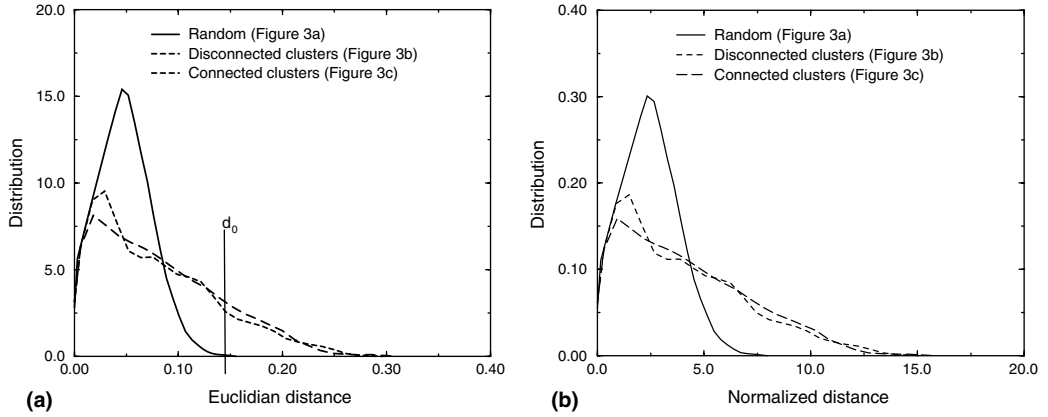 20.0
15.0
10.0
5.0
0.0
Distribution
Random (Figure 3a)
Disconnected clusters (Figure 3b)
Connected clusters (Figure 3c)
d0
0.00
0.10
0.20
0.30
0.40
(a)
Euclidian distance
0.40
0.30
0.20
0.10
0.00
Distribution
Random (Figure 3a)
Disconnected clusters (Figure 3b)
Connected clusters (Figure 3c)
0.0
5.0
10.0
15.0
20.0
(b)
Normalized distance